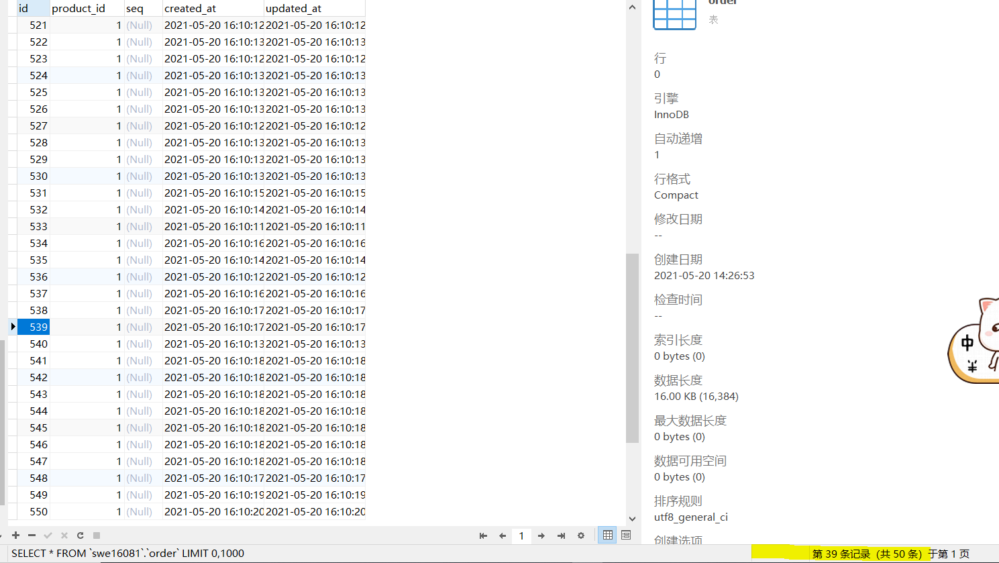 id product_id seq created_at updated_at
521 1 (Null) 2021-05-20 16:10:12 2021-05-20 16:10:12
522 1 (Null) 2021-05-20 16:10:13 2021-05-20 16:10:13
523 1 (Null) 2021-05-20 16:10:12 2021-05-20 16:10:12
524 1 (Null) 2021-05-20 16:10:13 2021-05-20 16:10:13
525 1 (Null) 2021-05-20 16:10:13 2021-05-20 16:10:13
526 1 (Null) 2021-05-20 16:10:13 2021-05-20 16:10:13
527 1 (Null) 2021-05-20 16:10:12 2021-05-20 16:10:12
528 1 (Null) 2021-05-20 16:10:13 2021-05-20 16:10:13
529 1 (Null) 2021-05-20 16:10:13 2021-05-20 16:10:13
530 1 (Null) 2021-05-20 16:10:13 2021-05-20 16:10:13
531 1 (Null) 2021-05-20 16:10:15 2021-05-20 16:10:15
532 1 (Null) 2021-05-20 16:10:14 2021-05-20 16:10:14
533 1 (Null) 2021-05-20 16:10:11 2021-05-20 16:10:11
534 1 (Null) 2021-05-20 16:10:16 2021-05-20 16:10:16
535 1 (Null) 2021-05-20 16:10:14 2021-05-20 16:10:14
536 1 (Null) 2021-05-20 16:10:12 2021-05-20 16:10:12
537 1 (Null) 2021-05-20 16:10:16 2021-05-20 16:10:16
538 1 (Null) 2021-05-20 16:10:17 2021-05-20 16:10:17
539 1 (Null) 2021-05-20 16:10:17 2021-05-20 16:10:17
540 1 (Null) 2021-05-20 16:10:13 2021-05-20 16:10:13
541 1 (Null) 2021-05-20 16:10:18 2021-05-20 16:10:18
542 1 (Null) 2021-05-20 16:10:18 2021-05-20 16:10:18
543 1 (Null) 2021-05-20 16:10:18 2021-05-20 16:10:18
544 1 (Null) 2021-05-20 16:10:18 2021-05-20 16:10:18
545 1 (Null) 2021-05-20 16:10:18 2021-05-20 16:10:18
546 1 (Null) 2021-05-20 16:10:18 2021-05-20 16:10:18
547 1 (Null) 2021-05-20 16:10:18 2021-05-20 16:10:18
548 1 (Null) 2021-05-20 16:10:17 2021-05-20 16:10:17
549 1 (Null) 2021-05-20 16:10:19 2021-05-20 16:10:19
550 1 (Null) 2021-05-20 16:10:20 2021-05-20 16:10:20
1
SELECT * FROM `swe16081`.`order` LIMIT 0,1000
order
表
行
0
引擎
InnoDB
自动递增
1
行格式
Compact
修改日期
--
创建日期
2021-05-20 14:26:53
检查时间
--
索引长度
0 bytes (0)
数据长度
16.00 KB (16,384)
最大数据长度
0 bytes (0)
数据可用空间
0 bytes (0)
排序规则
utf8_general_ci
创建选项
中
¥
第 39 条记录 (共 50 条) 于第 1 页